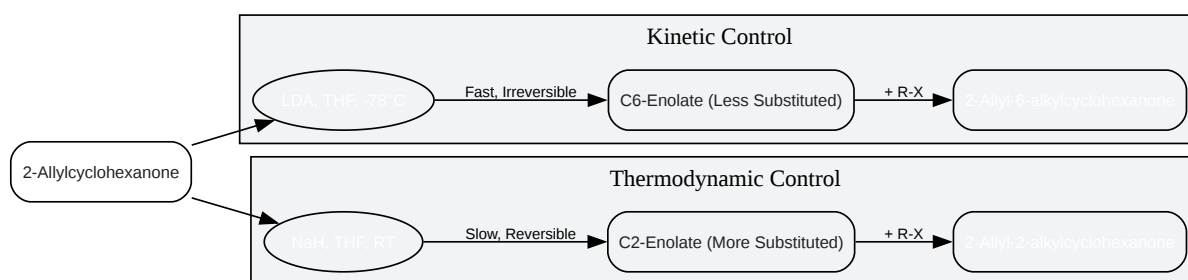 Kinetic Control
LDA, THF, -78°C
Fast, Irreversible
C6-Enolate (Less Substituted)
+ R-X
2-Allyl-6-alkylcyclohexanone
2-Allylcyclohexanone
Thermodynamic Control
NaH, THF, RT
Slow, Reversible
C2-Enolate (More Substituted)
+ R-X
2-Allyl-2-alkylcyclohexanone